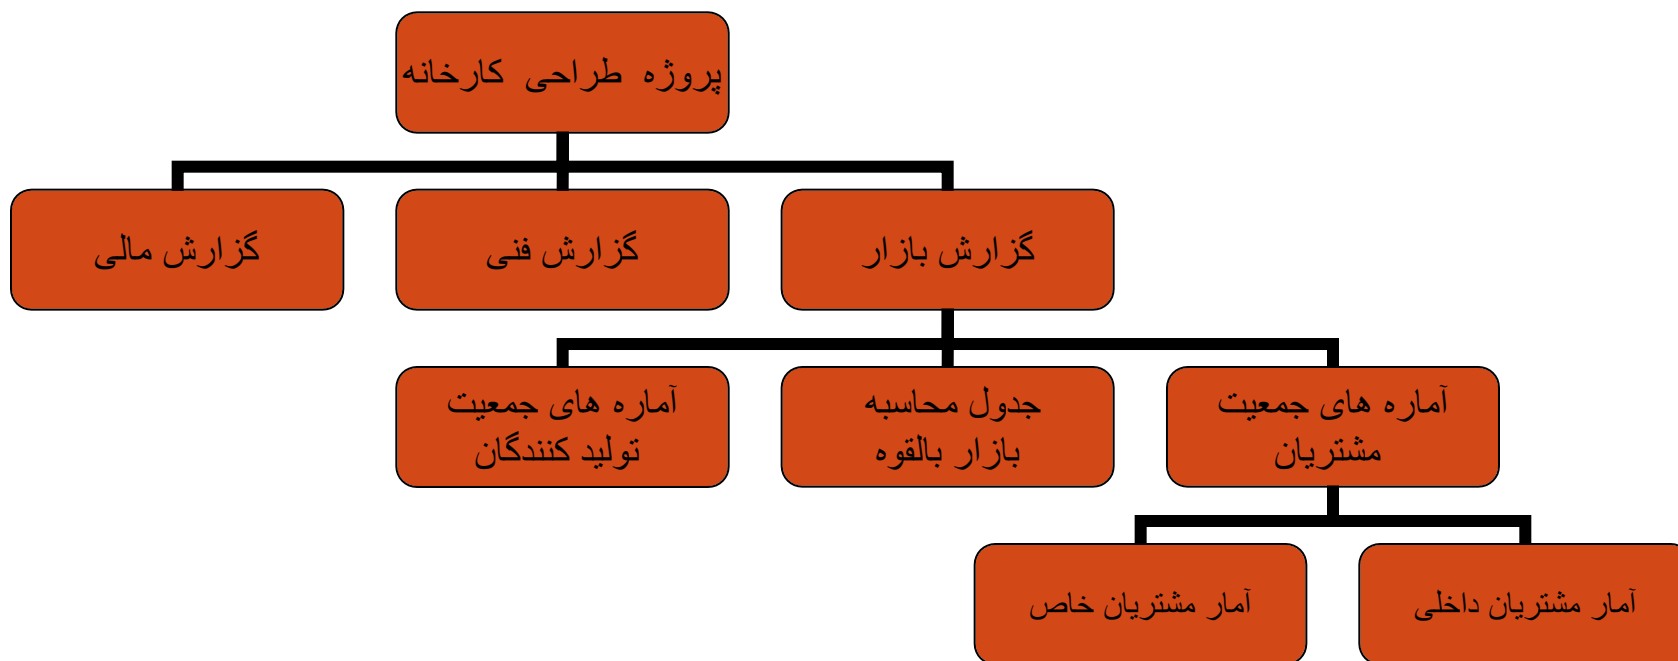 پروژه طراحی کارخانه
گزارش بازار
گزارش فنی
گزارش مالی
آماره های جمعیت
مشتریان
جدول محاسبه
بازار بالقوه
آماره های جمعیت
تولید کنندگان
آمار مشتریان داخلی
آمار مشتریان خاص